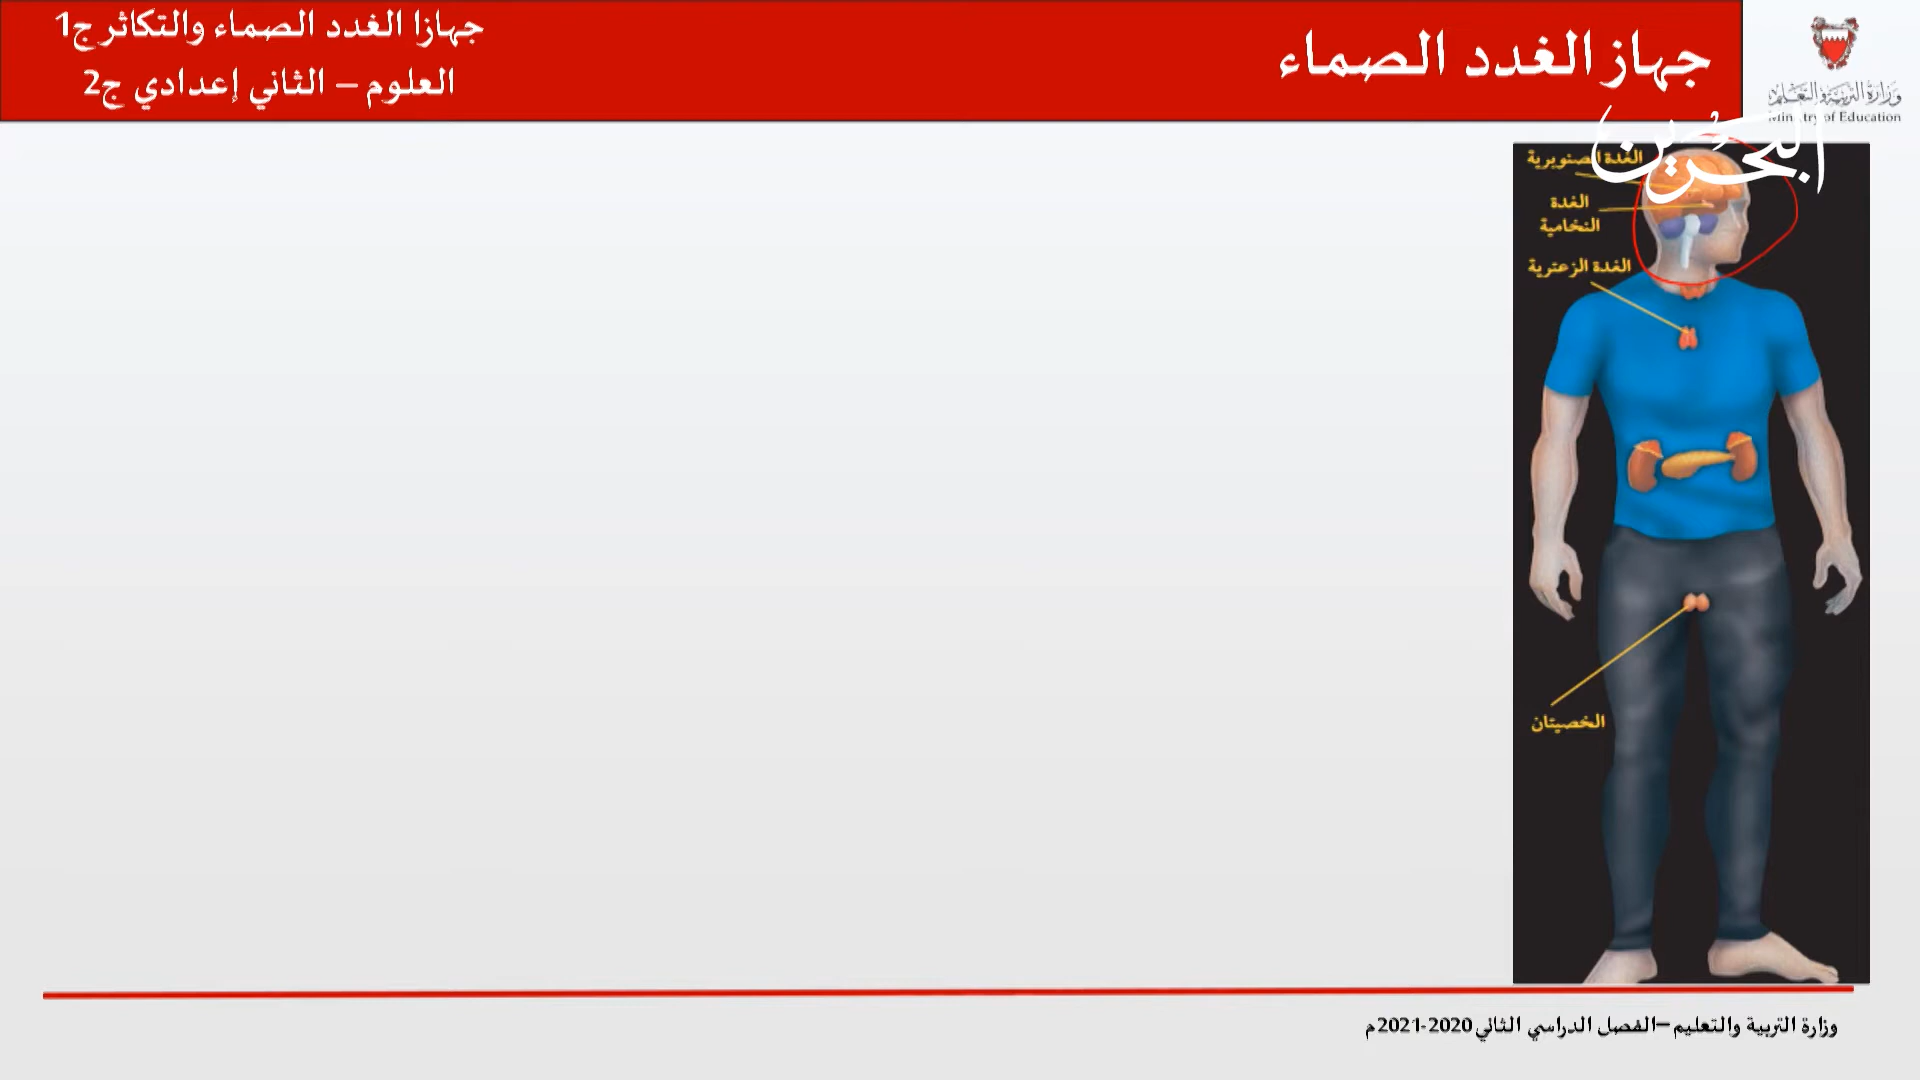 جهاز الغدد الصماء
جهازا الغدد الصماء والتكاثر ج1
العلوم – الثاني إعدادي ج2
وزارة التربية والتعليم
Ministry of Education
البحرين
الغدة الصنوبرية
الغدة
النخامية
الغدة الزعترية
الخصيتان
وزارة التربية والتعليم –الفصل الدراسي الثاني 2020-2021م